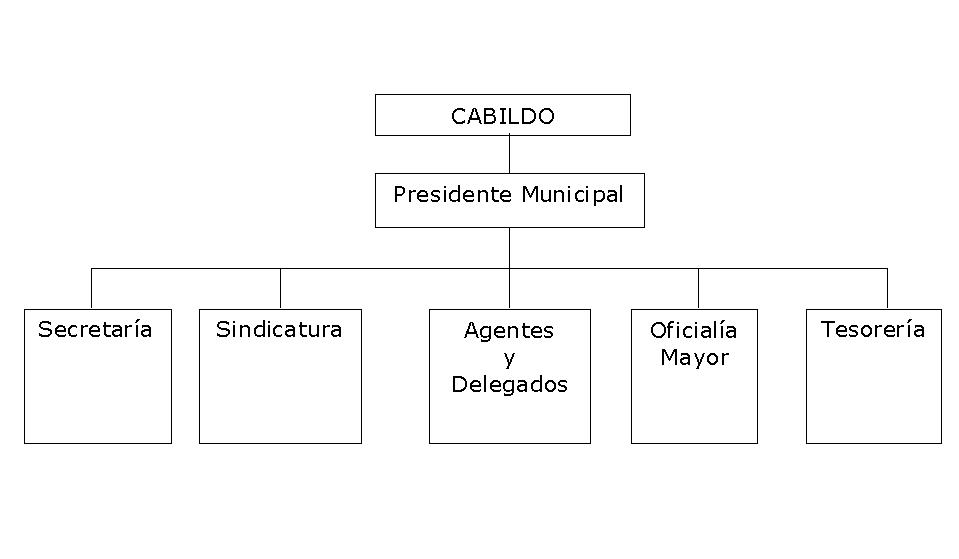 CABILDO
Presidente Municipal
Secretaría
Sindicatura
Agentes
y
Delegados
Oficialía
Mayor
Tesorería